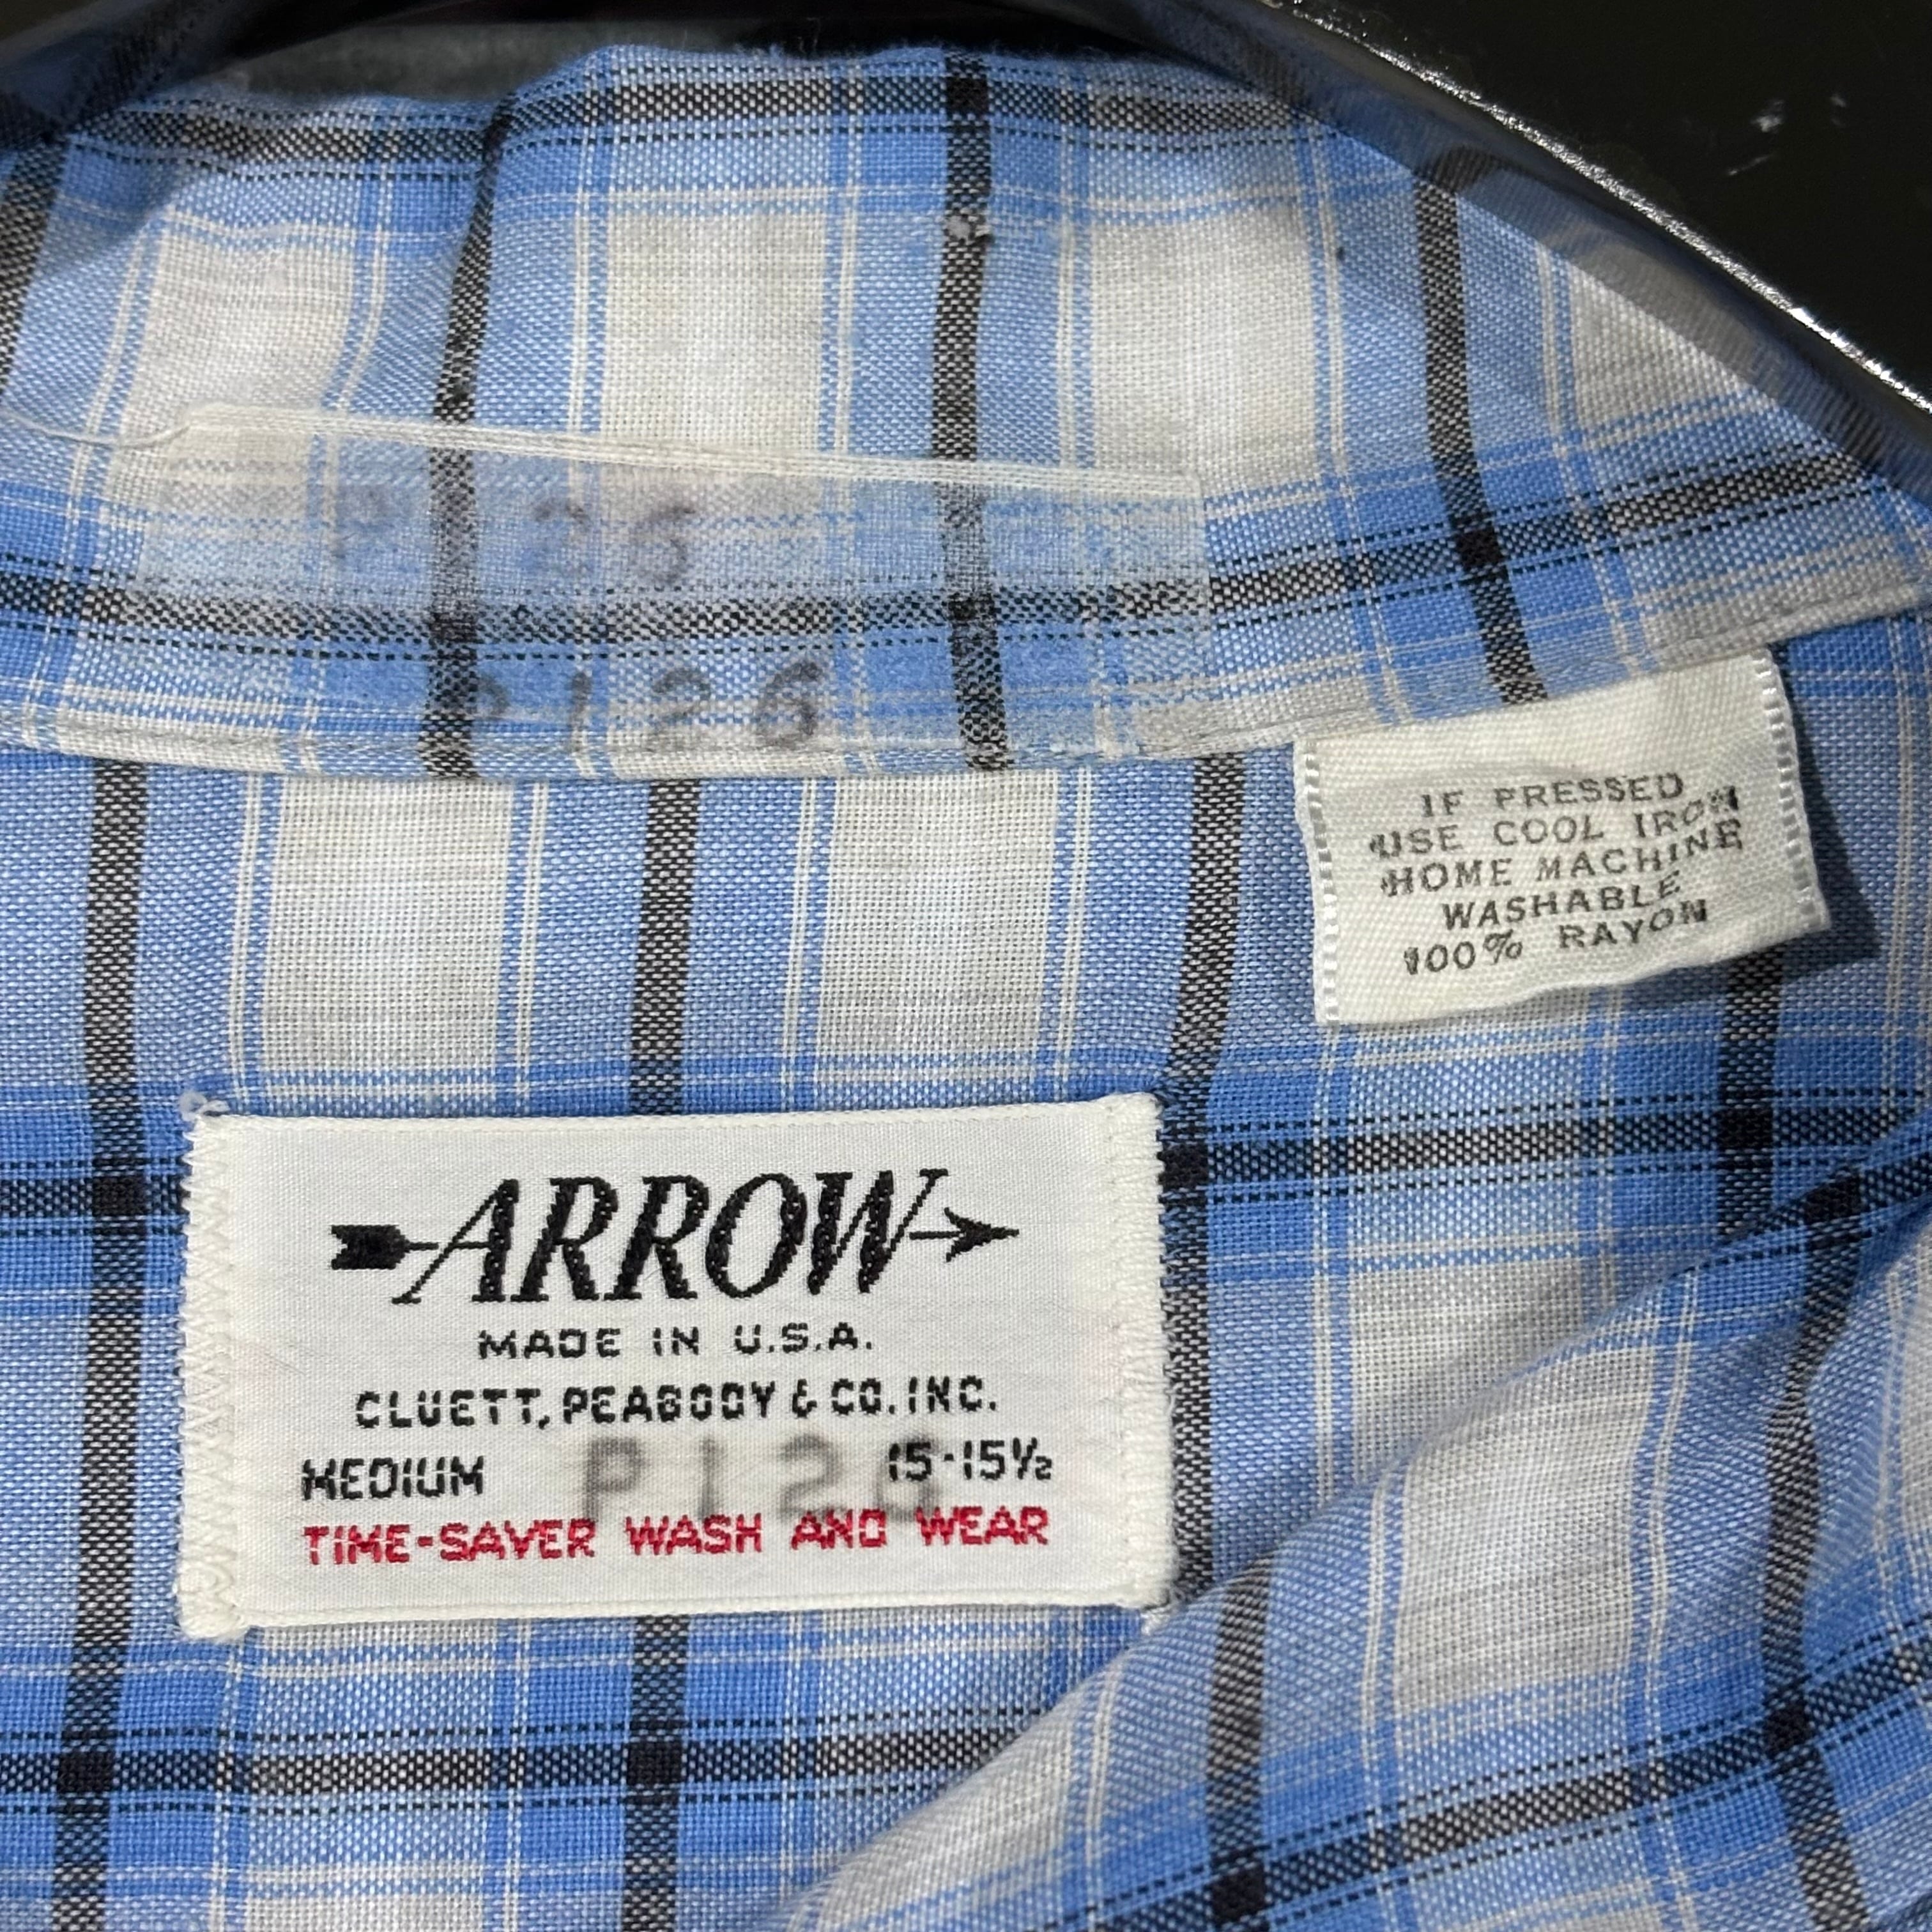 P 26
P126
IF PRESSED
USE COOL IRON
HOME MACHINE
WASHABLE
100% RAYON
ARROW
MADE IN U.S.A.
CLUETT, PEABODY & CO. INC.
MEDIUM P126 15-15½
TIME-SAVER WASH AND WEAR